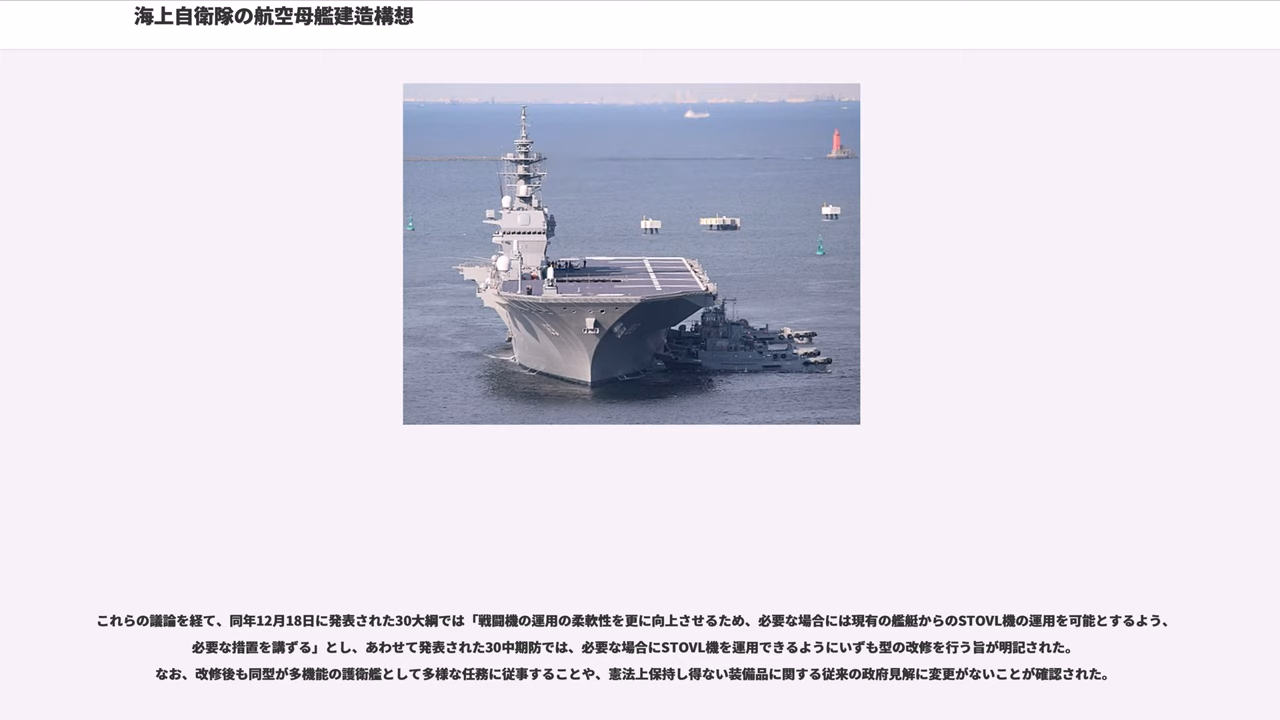 海上自衛隊の航空母艦建造構想
これらの議論を経て、同年12月18日に発表された30大綱では「戦闘機の運用の柔軟性を更に向上させるため、必要な場合には現有の艦艇からのSTOVL機の運用を可能とするよう、
必要な措置を講ずる」とし、あわせて発表された30中期防では、必要な場合にSTOVL機を運用できるようにいずも型の改修を行う旨が明記された。
なお、改修後も同型が多機能の護衛艦として多様な任務に従事することや、憲法上保持し得ない装備品に関する従来の政府見解に変更がないことが確認された。